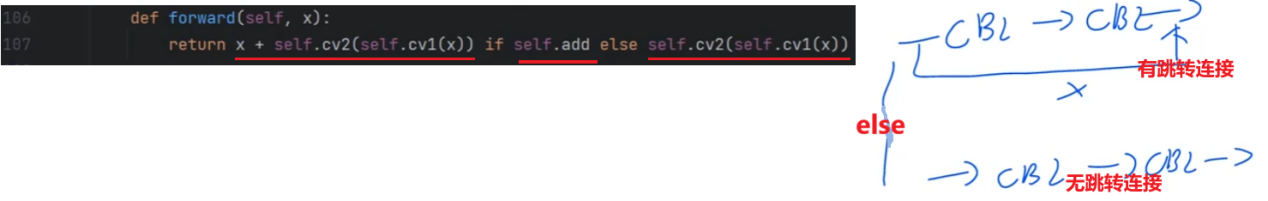 106 def forward(self, x):
107 return x + self.cv2(self.cv1(x)) if self.add else self.cv2(self.cv1(x))
CBL → CBL →
有跳转连接
x
else
→ CBL → CBL →
无跳转连接